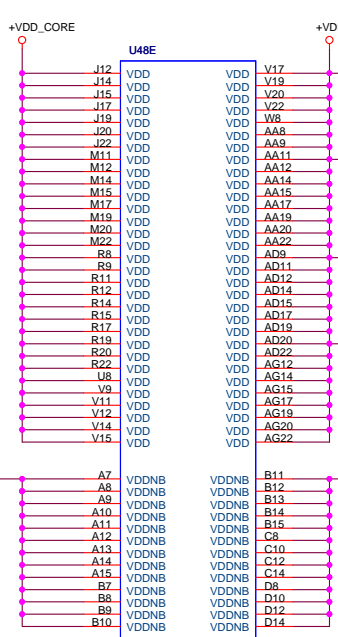 +VDD_CORE +VD
U48E
J12 VDD VDD V17
J14 VDD VDD V19
J15 VDD VDD V20
J17 VDD VDD V22
J19 VDD VDD W8
J20 VDD VDD AA8
J22 VDD VDD AA9
M11 VDD VDD AA11
M12 VDD VDD AA12
M14 VDD VDD AA14
M15 VDD VDD AA15
M17 VDD VDD AA17
M19 VDD VDD AA19
M20 VDD VDD AA20
M22 VDD VDD AA22
R8 VDD VDD AD9
R9 VDD VDD AD11
R11 VDD VDD AD12
R12 VDD VDD AD14
R14 VDD VDD AD15
R15 VDD VDD AD17
R17 VDD VDD AD19
R19 VDD VDD AD20
R20 VDD VDD AD22
R22 VDD VDD AG12
U8 VDD VDD AG14
V9 VDD VDD AG15
V11 VDD VDD AG17
V12 VDD VDD AG19
V14 VDD VDD AG20
V15 VDD VDD AG22
A7 VDDNB VDDNB B11
A8 VDDNB VDDNB B12
A9 VDDNB VDDNB B13
A10 VDDNB VDDNB B14
A11 VDDNB VDDNB B15
A12 VDDNB VDDNB C8
A13 VDDNB VDDNB C10
A14 VDDNB VDDNB C12
A15 VDDNB VDDNB C14
B7 VDDNB VDDNB D8
B8 VDDNB VDDNB D10
B9 VDDNB VDDNB D12
B10 VDDNB VDDNB D14